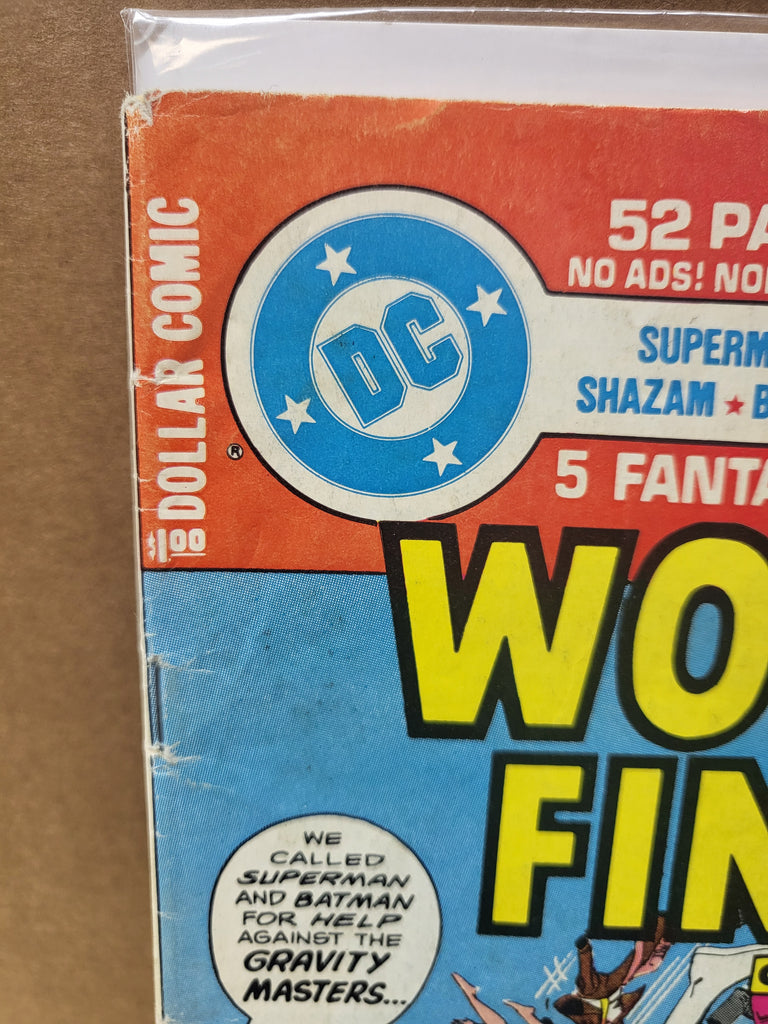 52 PA
NO ADS! NO
DC
SUPERM
SHAZAM ★ B
5 FANTA
DOLLAR COMIC
$1.00
®
WO
FIN
WE
CALLED
SUPERMAN
AND BATMAN
FOR HELP
AGAINST THE
GRAVITY
MASTERS...